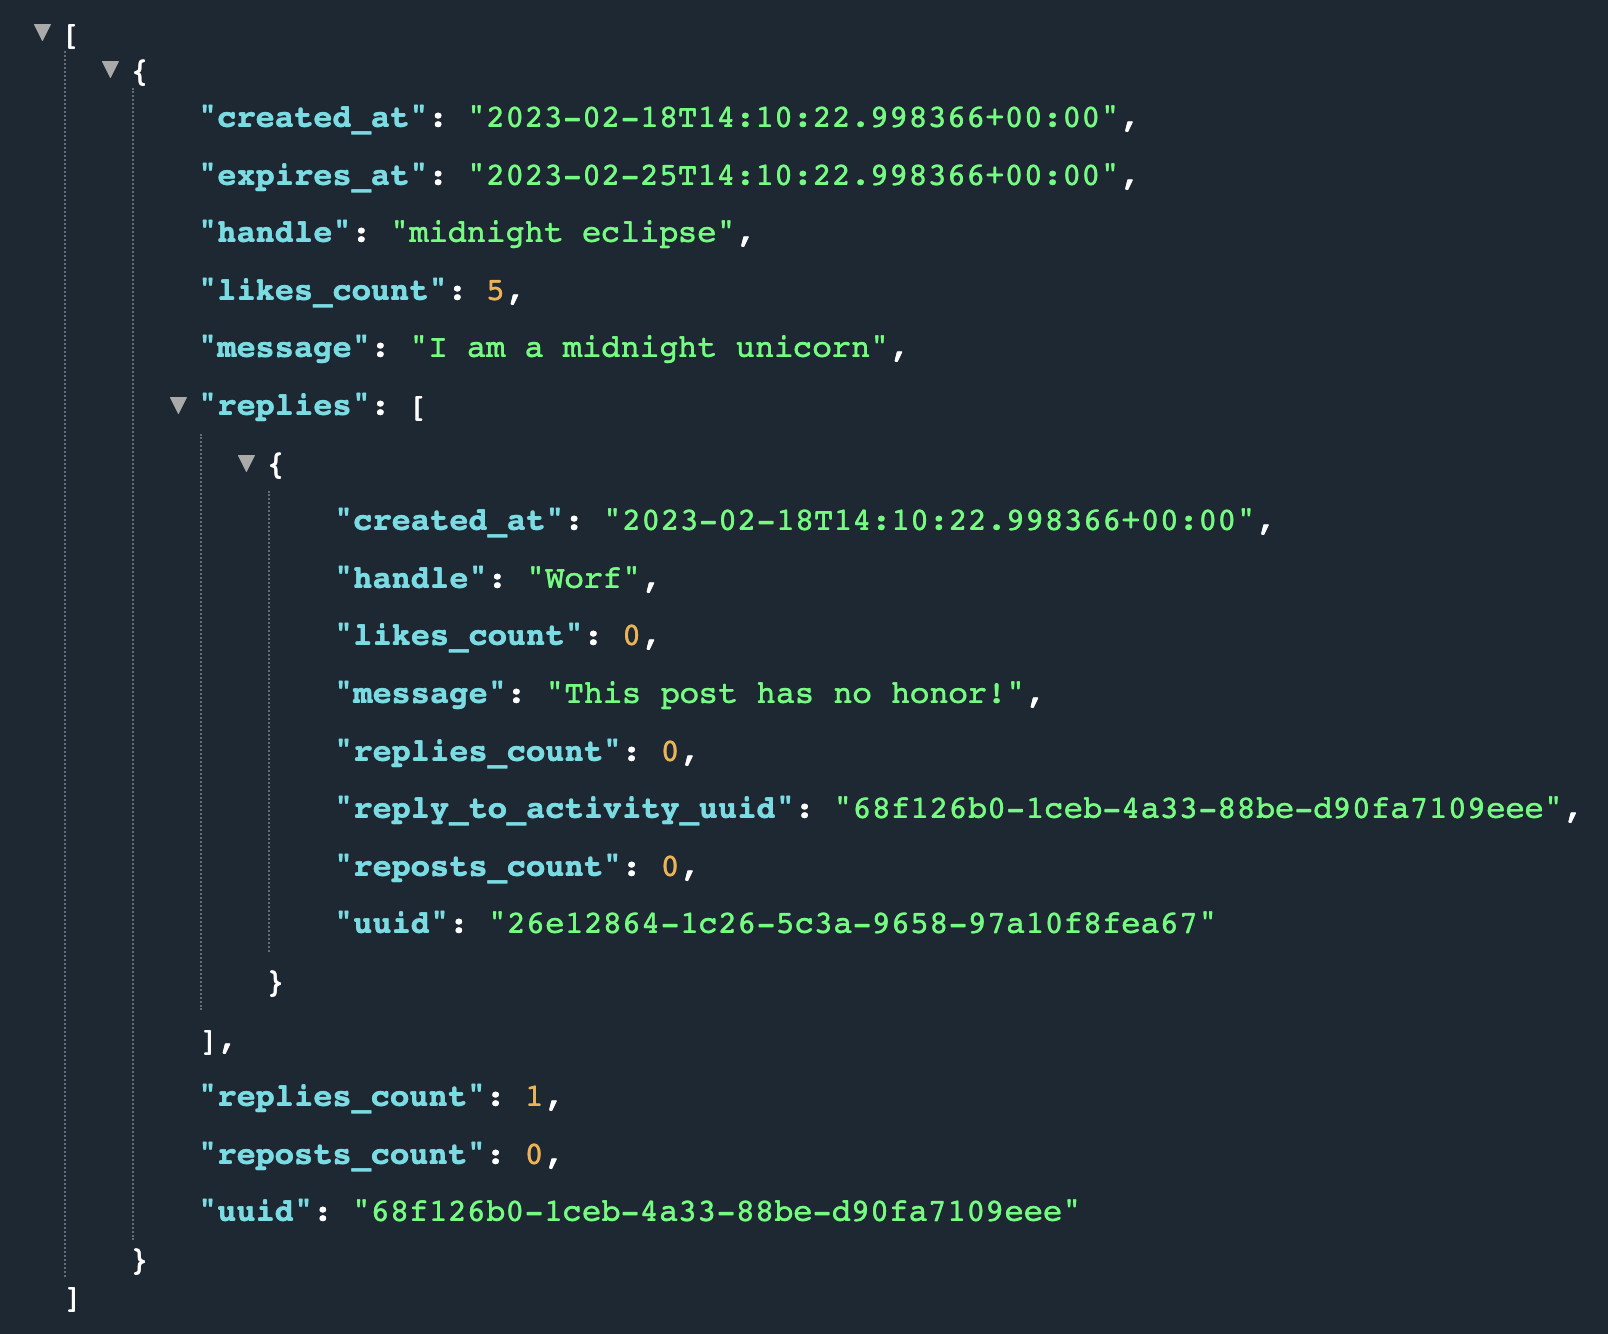 [
{
"created_at": "2023-02-18T14:10:22.998366+00:00",
"expires_at": "2023-02-25T14:10:22.998366+00:00",
"handle": "midnight eclipse",
"likes_count": 5,
"message": "I am a midnight unicorn",
"replies": [
{
"created_at": "2023-02-18T14:10:22.998366+00:00",
"handle": "Worf",
"likes_count": 0,
"message": "This post has no honor!",
"replies_count": 0,
"reply_to_activity_uuid": "68f126b0-1ceb-4a33-88be-d90fa7109eee",
"reposts_count": 0,
"uuid": "26e12864-1c26-5c3a-9658-97a10f8fea67"
}
],
"replies_count": 1,
"reposts_count": 0,
"uuid": "68f126b0-1ceb-4a33-88be-d90fa7109eee"
}
]